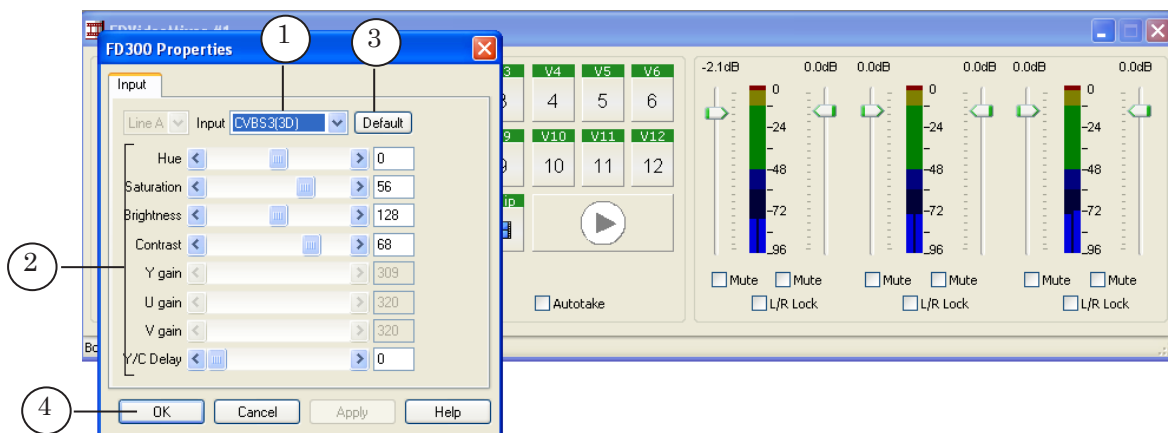 1
3
2
4
FD300 Properties
Input
Line A
Input
CVBS3(3D)
Default
Hue
0
Saturation
56
Brightness
128
Contrast
68
Y gain
309
U gain
320
V gain
320
Y/C Delay
0
OK
Cancel
Apply
Help
V4
V5
V6
4
5
6
V10
V11
V12
10
11
12
Autotake
-2.1dB
0.0dB
0.0dB
0.0dB
0.0dB
0.0dB
0
-24
-48
-72
-96
0
-24
-48
-72
-96
0
-24
-48
-72
-96
Mute
Mute
Mute
Mute
Mute
Mute
L/R Lock
L/R Lock
L/R Lock